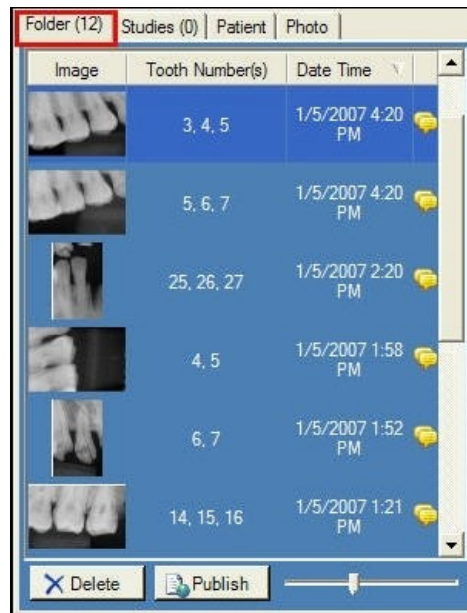 Folder (12) Studies (0) Patient Photo
Image Tooth Number(s) Date Time
3, 4, 5 1/5/2007 4:20
PM
5, 6, 7 1/5/2007 4:20
PM
25, 26, 27 1/5/2007 2:20
PM
4, 5 1/5/2007 1:58
PM
6, 7 1/5/2007 1:52
PM
14, 15, 16 1/5/2007 1:21
PM
Delete Publish